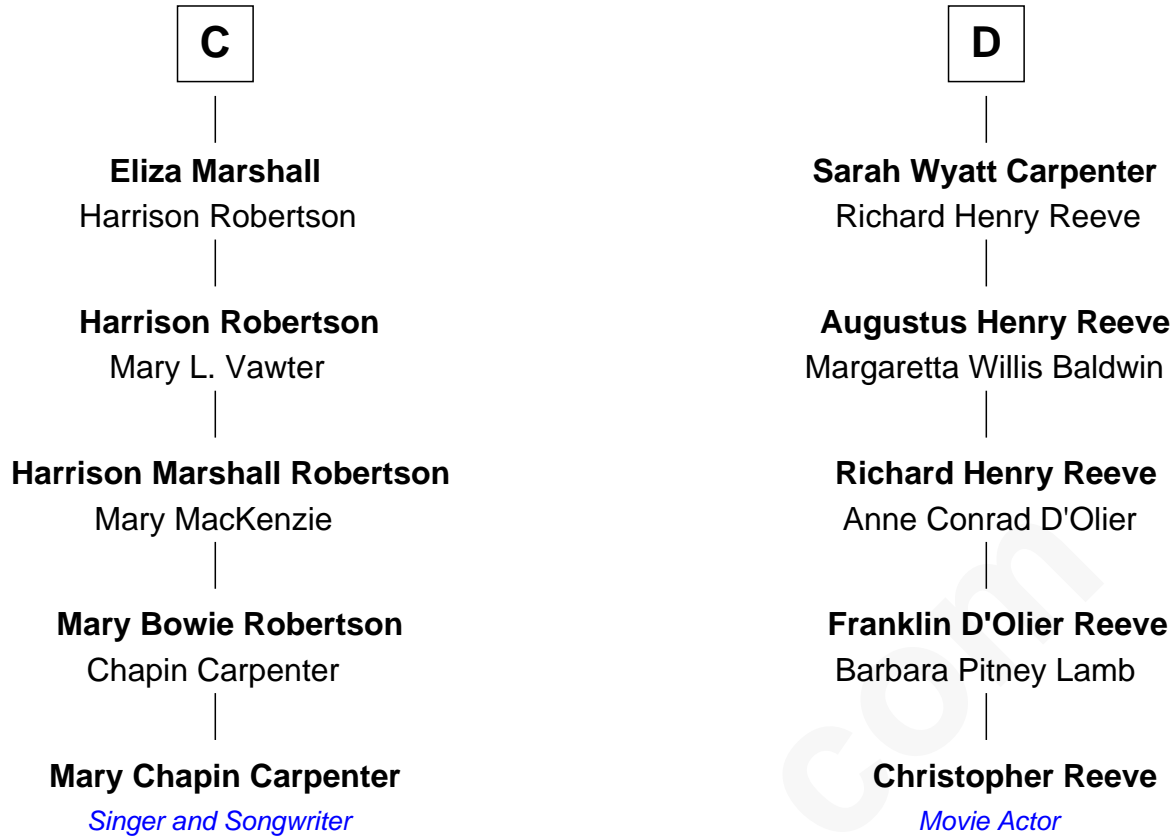 C
Eliza Marshall
Harrison Robertson
Harrison Robertson
Mary L. Vawter
Harrison Marshall Robertson
Mary MacKenzie
Mary Bowie Robertson
Chapin Carpenter
Mary Chapin Carpenter
Singer and Songwriter
D
Sarah Wyatt Carpenter
Richard Henry Reeve
Augustus Henry Reeve
Margaretta Willis Baldwin
Richard Henry Reeve
Anne Conrad D'Olier
Franklin D'Olier Reeve
Barbara Pitney Lamb
Christopher Reeve
Movie Actor
com